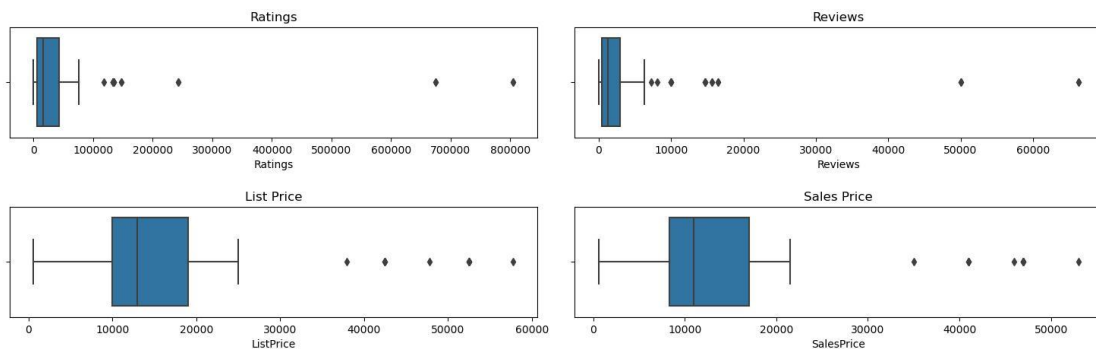 Ratings
0 100000 200000 300000 400000 500000 600000 700000 800000
Ratings
Reviews
0 10000 20000 30000 40000 50000 60000
Reviews
List Price
0 10000 20000 30000 40000 50000 60000
ListPrice
Sales Price
0 10000 20000 30000 40000 50000
SalesPrice